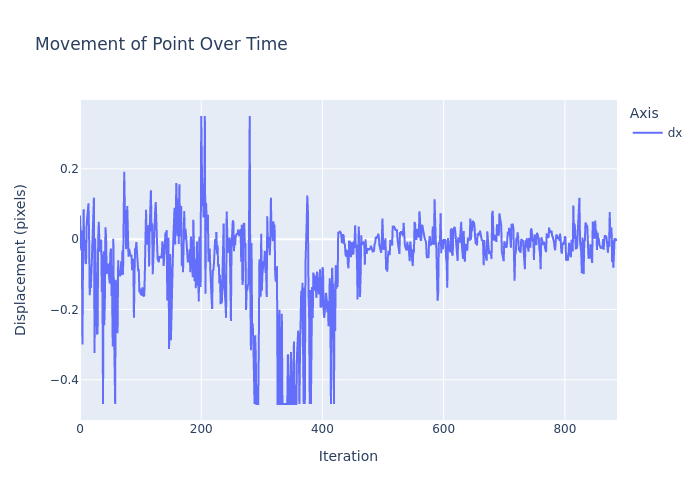 Movement of Point Over Time
Axis
dx
0.2
0
−0.2
−0.4
Displacement (pixels)
0 200 400 600 800
Iteration